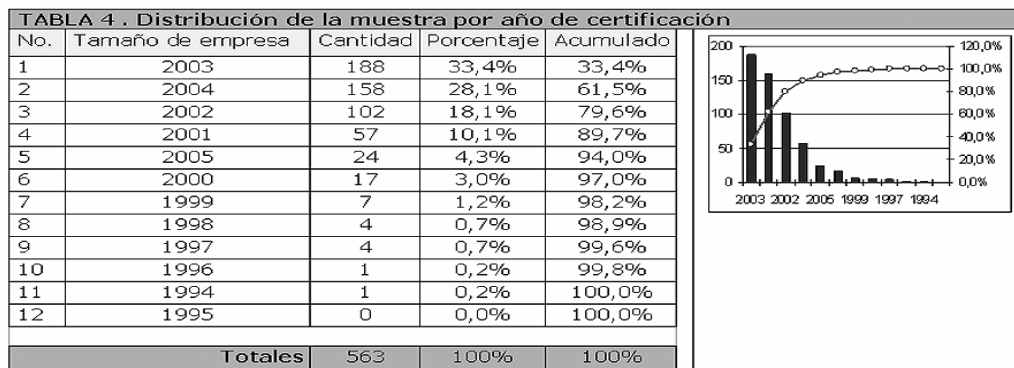 TABLA 4 . Distribución de la muestra por año de certificación
No. Tamaño de empresa Cantidad Porcentaje Acumulado
1 2003 188 33,4% 33,4%
2 2004 158 28,1% 61,5%
3 2002 102 18,1% 79,6%
4 2001 57 10,1% 89,7%
5 2005 24 4,3% 94,0%
6 2000 17 3,0% 97,0%
7 1999 7 1,2% 98,2%
8 1998 4 0,7% 98,9%
9 1997 4 0,7% 99,6%
10 1996 1 0,2% 99,8%
11 1994 1 0,2% 100,0%
12 1995 0 0,0% 100,0%
Totales 563 100% 100%
200 120,0%
100,0%
150
80,0%
100
60,0%
40,0%
50
20,0%
0 0,0%
2003 2002 2005 1999 1997 1994